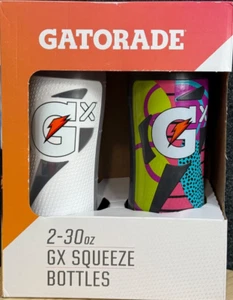 GATORADE
Gx
Gx
2-30oz
GX SQUEEZE
BOTTLES